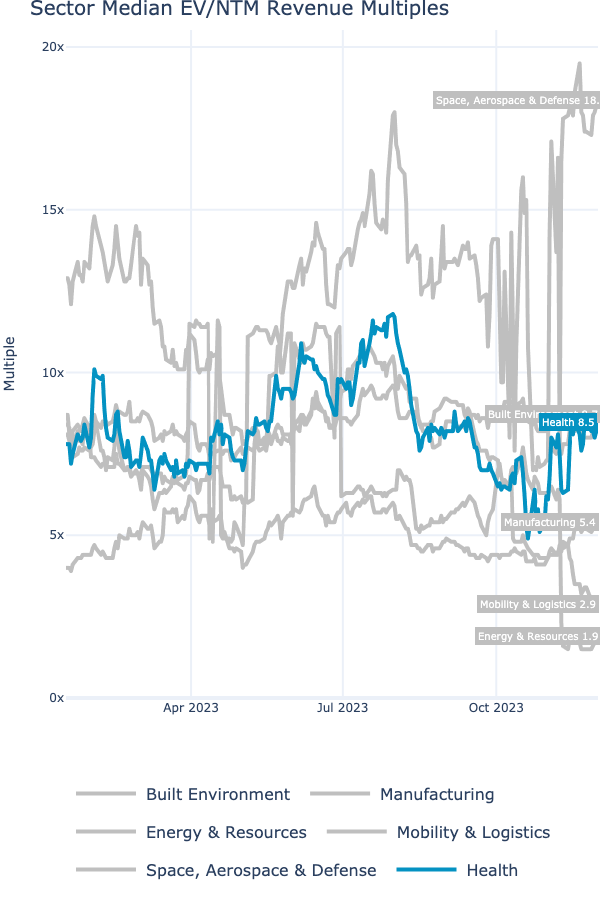 Sector Median EV/NTM Revenue Multiples
20x
Space, Aerospace & Defense 18.
15x
Multiple
10x
Built
Health 8.5
Manufacturing 5.4
5x
Mobility & Logistics 2.9
Energy & Resources 1.9
0x
Apr 2023 Jul 2023 Oct 2023
Built Environment Manufacturing
Energy & Resources Mobility & Logistics
Space, Aerospace & Defense Health